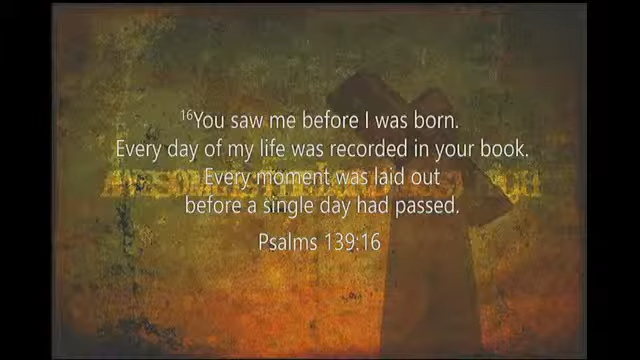 ¹⁶You saw me before I was born.
Every day of my life was recorded in your book.
Every moment was laid out
before a single day had passed.
Psalms 139:16